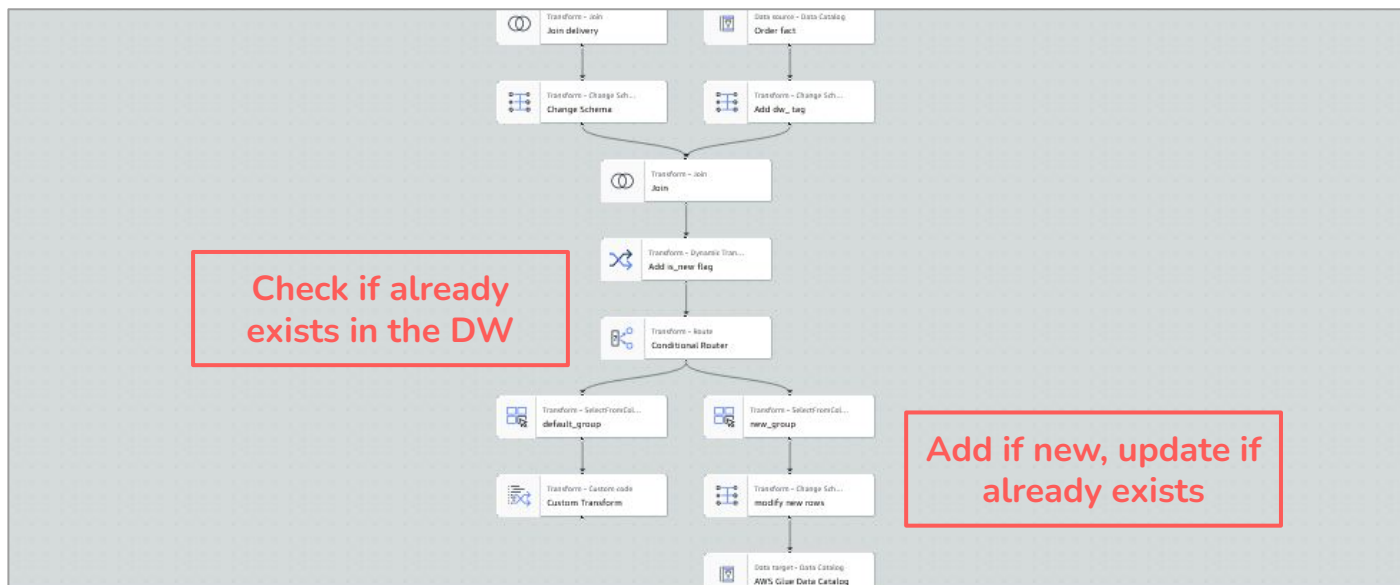 Transform - Join
Join delivery
Data source - Data Catalog
Order fact
Transform - Change Sch...
Change Schema
Transform - Change Sch...
Add dw_tag
Transform - Join
Join
Transform - Dynamic Tran...
Add is_new flag
Check if already
exists in the DW
Transform - Route
Conditional Router
Transform - SelectFromCol...
default_group
Transform - SelectFromCol...
new_group
Add if new, update if
already exists
Transform - Custom code
Custom Transform
Transform - Change Sch...
modify new rows
Data target - Data Catalog
AWS Glue Data Catalog